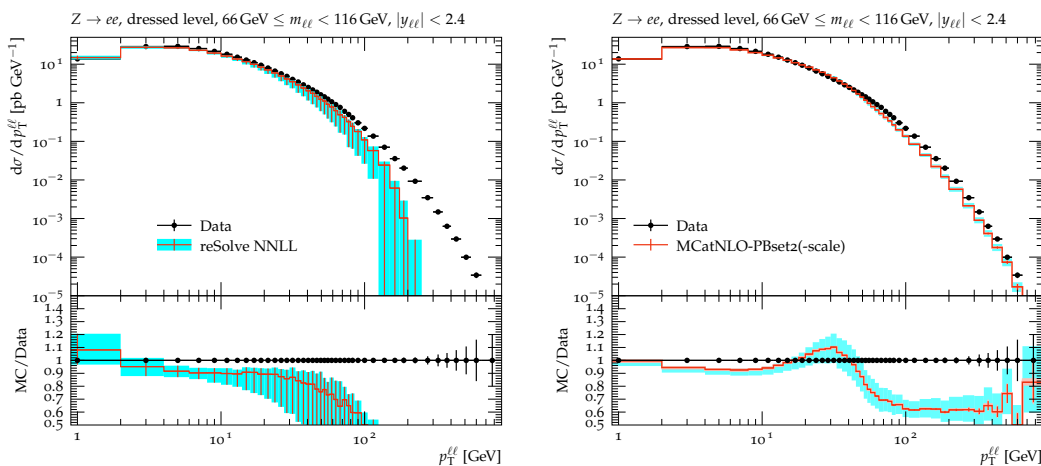 Z → ee, dressed level, 66 GeV ≤ m_ℓℓ < 116 GeV, |y_ℓℓ| < 2.4
dσ/dp_T^ℓℓ [pb GeV⁻¹]
10¹
1
10⁻¹
10⁻²
10⁻³
10⁻⁴
10⁻⁵
Data
reSolve NNLL
MC/Data
1.4
1.3
1.2
1.1
1
0.9
0.8
0.7
0.6
0.5
1 10¹ 10²
p_T^ℓℓ [GeV]
Z → ee, dressed level, 66 GeV ≤ m_ℓℓ < 116 GeV, |y_ℓℓ| < 2.4
dσ/dp_T^ℓℓ [pb GeV⁻¹]
10¹
1
10⁻¹
10⁻²
10⁻³
10⁻⁴
10⁻⁵
Data
MCatNLO-PBset2(-scale)
MC/Data
1.4
1.3
1.2
1.1
1
0.9
0.8
0.7
0.6
0.5
1 10¹ 10²
p_T^ℓℓ [GeV]